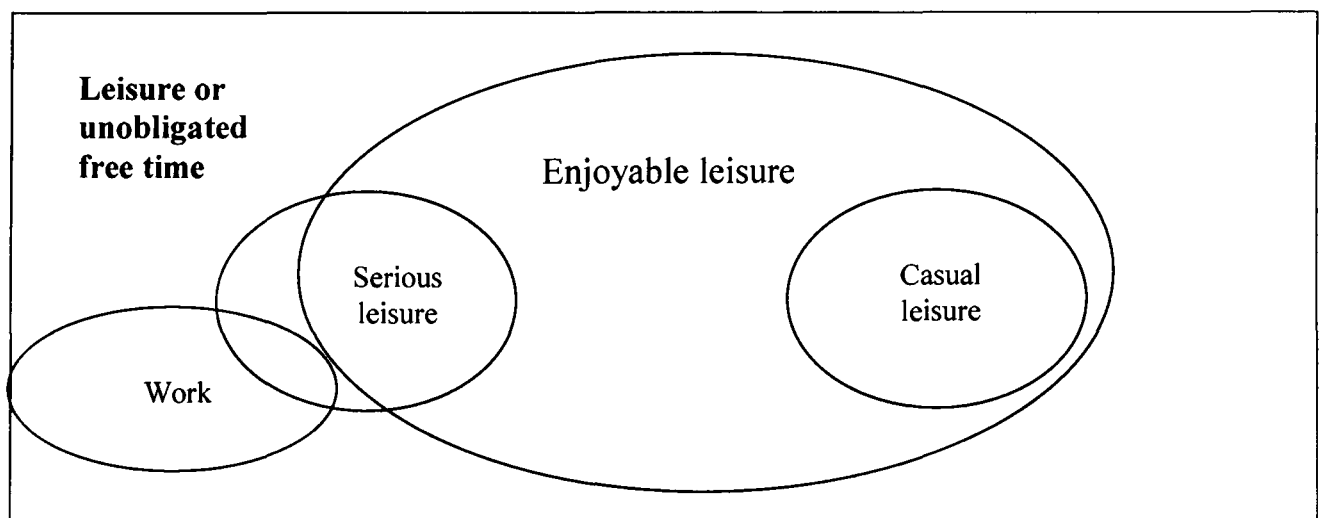 Leisure or
unobligated
free time
Enjoyable leisure
Serious
leisure
Casual
leisure
Work